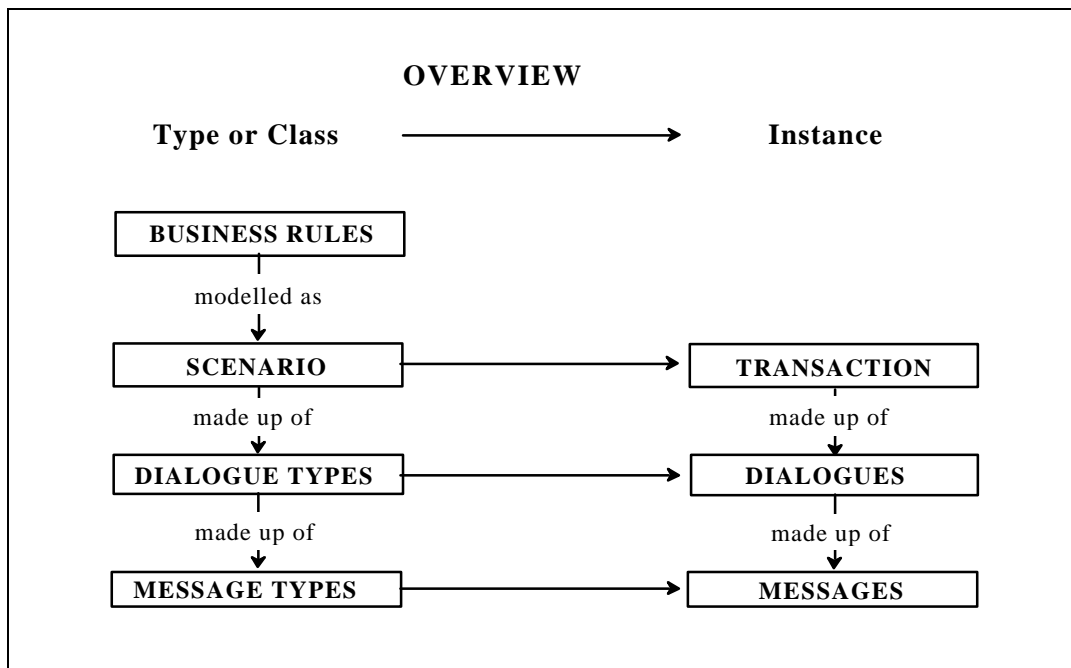 OVERVIEW
Type or Class
Instance
BUSINESS RULES
modelled as
SCENARIO
TRANSACTION
made up of
made up of
DIALOGUE TYPES
DIALOGUES
made up of
made up of
MESSAGE TYPES
MESSAGES